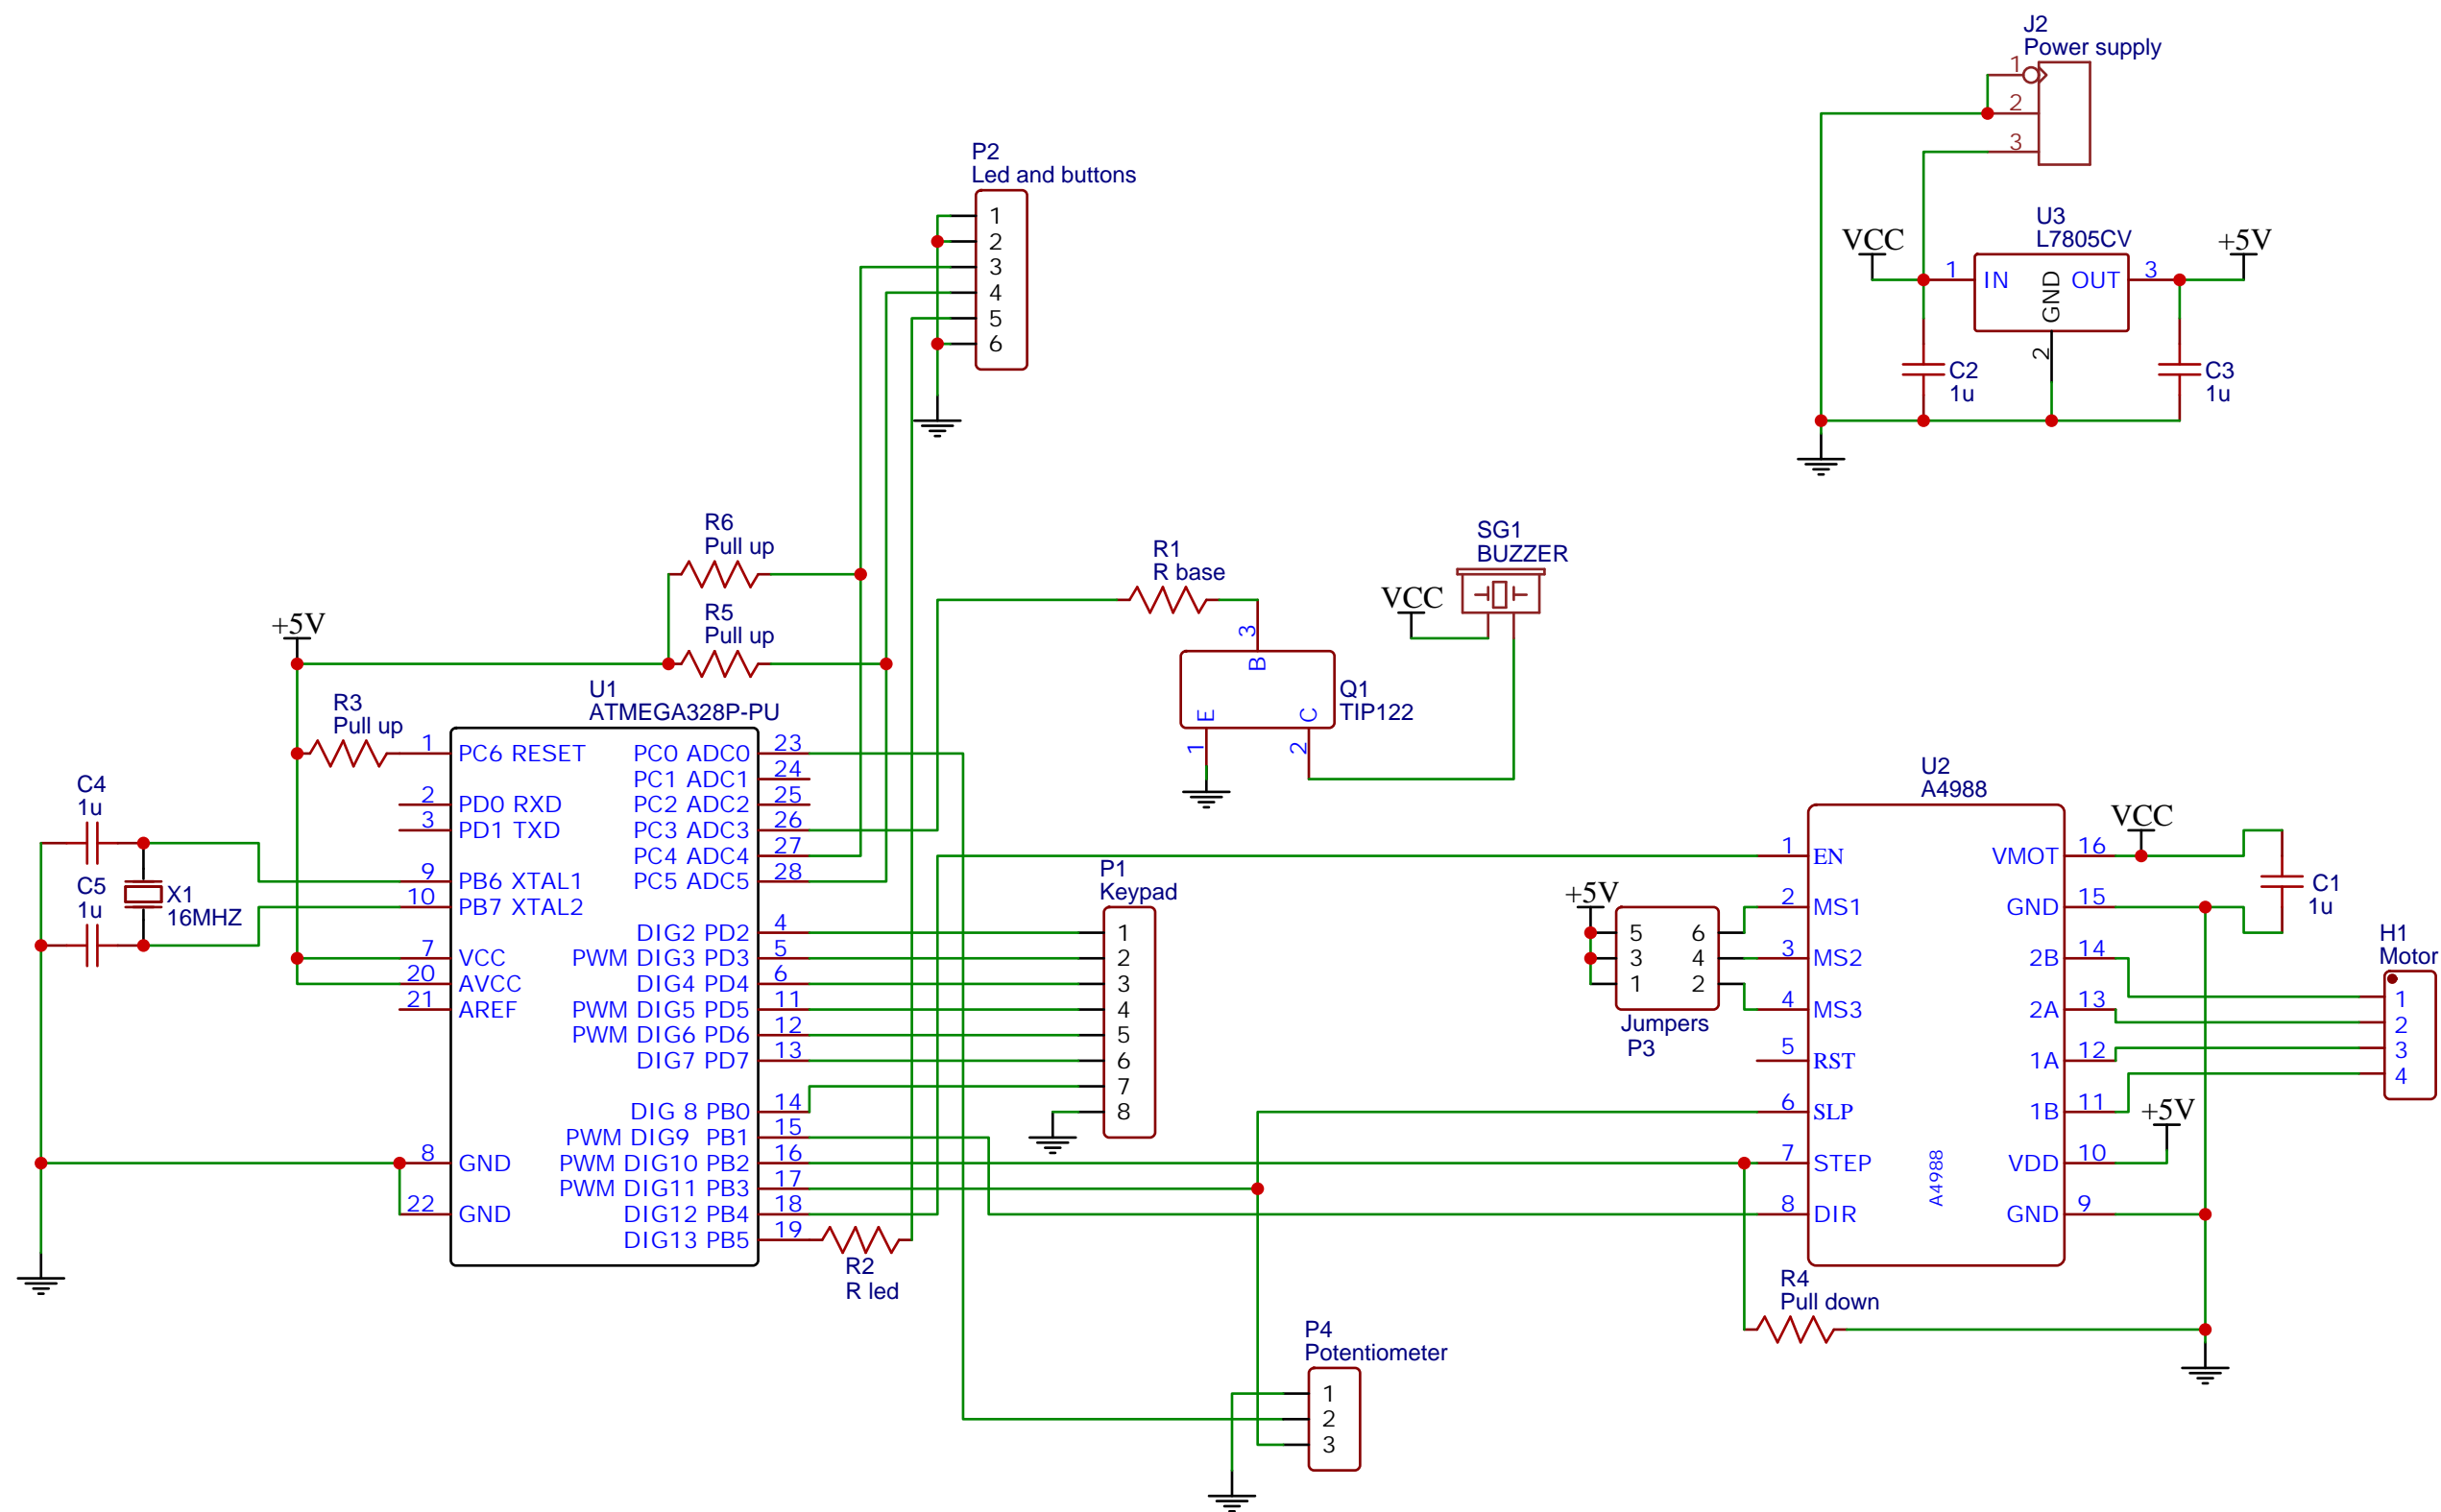 J2
Power supply
1
2
3
P2
Led and buttons
1
2
3
4
5
6
U3
L7805CV
VCC
+5V
1
IN
GND
OUT
3
2
C2
1u
C3
1u
R6
Pull up
R5
Pull up
+5V
R3
Pull up
R1
R base
SG1
BUZZER
VCC
3
B
E
C
1
2
Q1
TIP122
U1
ATMEGA328P-PU
1 PC6 RESET
2 PD0 RXD
3 PD1 TXD
9 PB6 XTAL1
10 PB7 XTAL2
7 VCC
20 AVCC
21 AREF
8 GND
22 GND
PC0 ADC0 23
PC1 ADC1 24
PC2 ADC2 25
PC3 ADC3 26
PC4 ADC4 27
PC5 ADC5 28
DIG2 PD2 4
PWM DIG3 PD3 5
DIG4 PD4 6
PWM DIG5 PD5 11
PWM DIG6 PD6 12
DIG7 PD7 13
DIG 8 PB0 14
PWM DIG9 PB1 15
PWM DIG10 PB2 16
PWM DIG11 PB3 17
DIG12 PB4 18
DIG13 PB5 19
C4
1u
C5
1u
X1
16MHZ
R2
R led
P1
Keypad
1
2
3
4
5
6
7
8
+5V
5 6
3 4
1 2
Jumpers
P3
U2
A4988
1 EN
2 MS1
3 MS2
4 MS3
5 RST
6 SLP
7 STEP
8 DIR
A4988
VMOT 16
GND 15
2B 14
2A 13
1A 12
1B 11
VDD 10
GND 9
VCC
C1
1u
+5V
H1
Motor
1
2
3
4
R4
Pull down
P4
Potentiometer
1
2
3